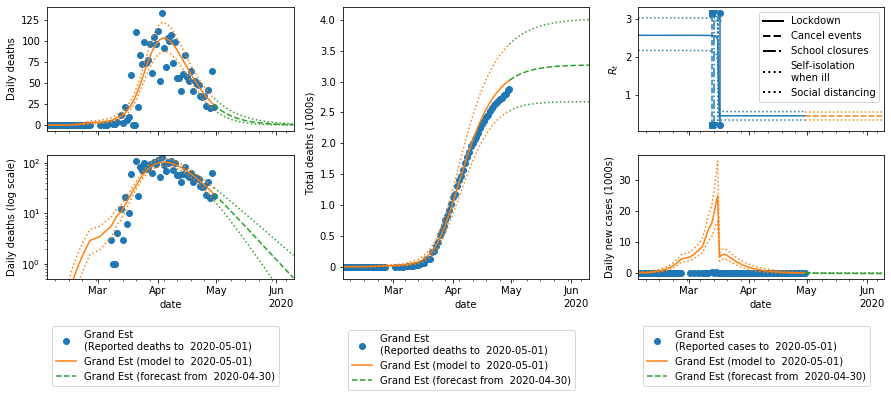 Daily deaths
125
100
75
50
25
0
Daily deaths (log scale)
10²
10¹
10⁰
Mar
Apr
May
Jun
2020
date
Grand Est
(Reported deaths to  2020-05-01)
Grand Est (model to  2020-05-01)
Grand Est (forecast from  2020-04-30)
Total deaths (1000s)
4.0
3.5
3.0
2.5
2.0
1.5
1.0
0.5
0.0
Mar
Apr
May
Jun
2020
date
Grand Est
(Reported deaths to  2020-05-01)
Grand Est (model to  2020-05-01)
Grand Est (forecast from  2020-04-30)
Rt
3
2
1
Lockdown
Cancel events
School closures
Self-isolation
when ill
Social distancing
Daily new cases (1000s)
30
20
10
0
Mar
Apr
May
Jun
2020
date
Grand Est
(Reported cases to  2020-05-01)
Grand Est (model to  2020-05-01)
Grand Est (forecast from  2020-04-30)